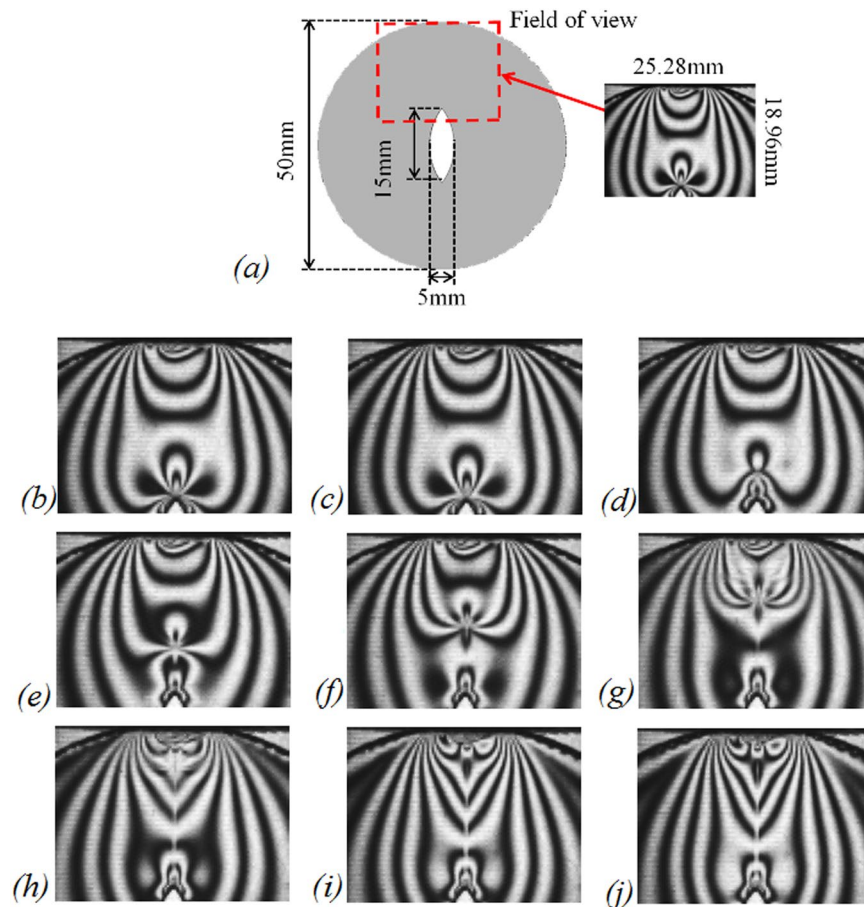 Field of view
25.28mm
18.96mm
50mm
15mm
(a)
5mm
(b)
(c)
(d)
(e)
(f)
(g)
(h)
(i)
(j)